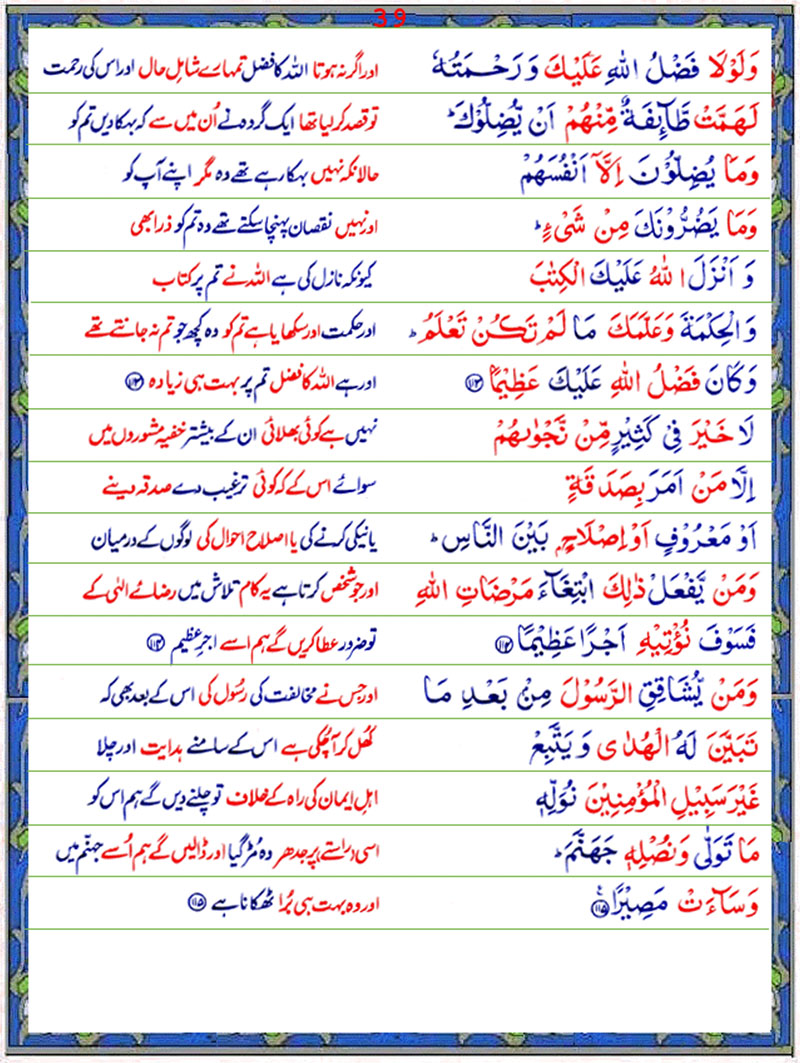 39
وَلَوْلَا فَضْلُ اللهِ عَلَيْكَ وَ رَحْمَتُهٗ اور اگر نہ ہوتا اللہ کا فضل تمہارے شاملِ حال اور اس کی رحمت
لَهَمَّتْ طَّآئِفَةٌ مِّنْهُمْ اَنْ يُّضِلُّوْكَ ؕ تو قصد کر لیا تھا ایک گروہ نے اُن میں سے کہ بہکا دیں تم کو
وَمَا يُضِلُّوْنَ اِلَّآ اَنْفُسَهُمْ حالانکہ نہیں بہکا رہے تھے وہ مگر اپنے آپ کو
وَمَا يَضُرُّوْنَكَ مِنْ شَىْءٍ ؕ اور نہیں نقصان پہنچا سکتے تھے وہ تم کو ذرا بھی
وَ اَنْزَلَ اللهُ عَلَيْكَ الْكِتٰبَ کیونکہ نازل کی ہے اللہ نے تم پر کتاب
وَالْحِكْمَةَ وَعَلَّمَكَ مَا لَمْ تَكُنْ تَعْلَمُ ؕ اور حکمت اور سکھایا ہے تم کو وہ کچھ جو تم نہ جانتے تھے
وَكَانَ فَضْلُ اللهِ عَلَيْكَ عَظِيْمًا ﴿۱۱۳﴾ اور ہے اللہ کا فضل تم پر بہت ہی زیادہ ﴿۱۱۳﴾
لَا خَيْرَ فِىْ كَثِيْرٍ مِّنْ نَّجْوٰىهُمْ نہیں ہے کوئی بھلائی ان کے بیشتر خفیہ مشوروں میں
اِلَّا مَنْ اَمَرَ بِصَدَقَةٍ سوائے اس کے کہ کوئی ترغیب دے صدقہ دینے
اَوْ مَعْرُوْفٍ اَوْ اِصْلَاحٍۭ بَيْنَ النَّاسِ ؕ یا نیکی کرنے کی یا اصلاح احوال کی لوگوں کے درمیان
وَمَنْ يَّفْعَلْ ذٰلِكَ ابْتِغَآءَ مَرْضَاتِ اللهِ اور جو شخص کرتا ہے یہ کام تلاش میں رضائے الٰہی کے
فَسَوْفَ نُؤْتِيْهِ اَجْرًا عَظِيْمًا ﴿۱۱۴﴾ تو ضرور عطا کریں گے ہم اسے اجرِ عظیم ﴿۱۱۴﴾
وَمَنْ يُّشَاقِقِ الرَّسُوْلَ مِنْۢ بَعْدِ مَا اور جس نے مخالفت کی رسُول کی اس کے بعد بھی کہ
تَبَيَّنَ لَهُ الْهُدٰى وَ يَتَّبِعْ کھُل کر آ چُکی ہے اس کے سامنے ہدایت اور چلا
غَيْرَ سَبِيْلِ الْمُؤْمِنِيْنَ نُوَلِّهٖ اہلِ ایمان کی راہ کے خلاف تو چلنے دیں گے ہم اس کو
مَا تَوَلّٰى وَنُصْلِهٖ جَهَنَّمَ ؕ اسی راستے پر جدھر وہ مُڑ گیا اور ڈالیں گے ہم اُسے جہنّم میں
وَسَآءَتْ مَصِيْرًا ﴿۱۱۵﴾ اور وہ بہت ہی بُرا ٹھکانا ہے ﴿۱۱۵﴾